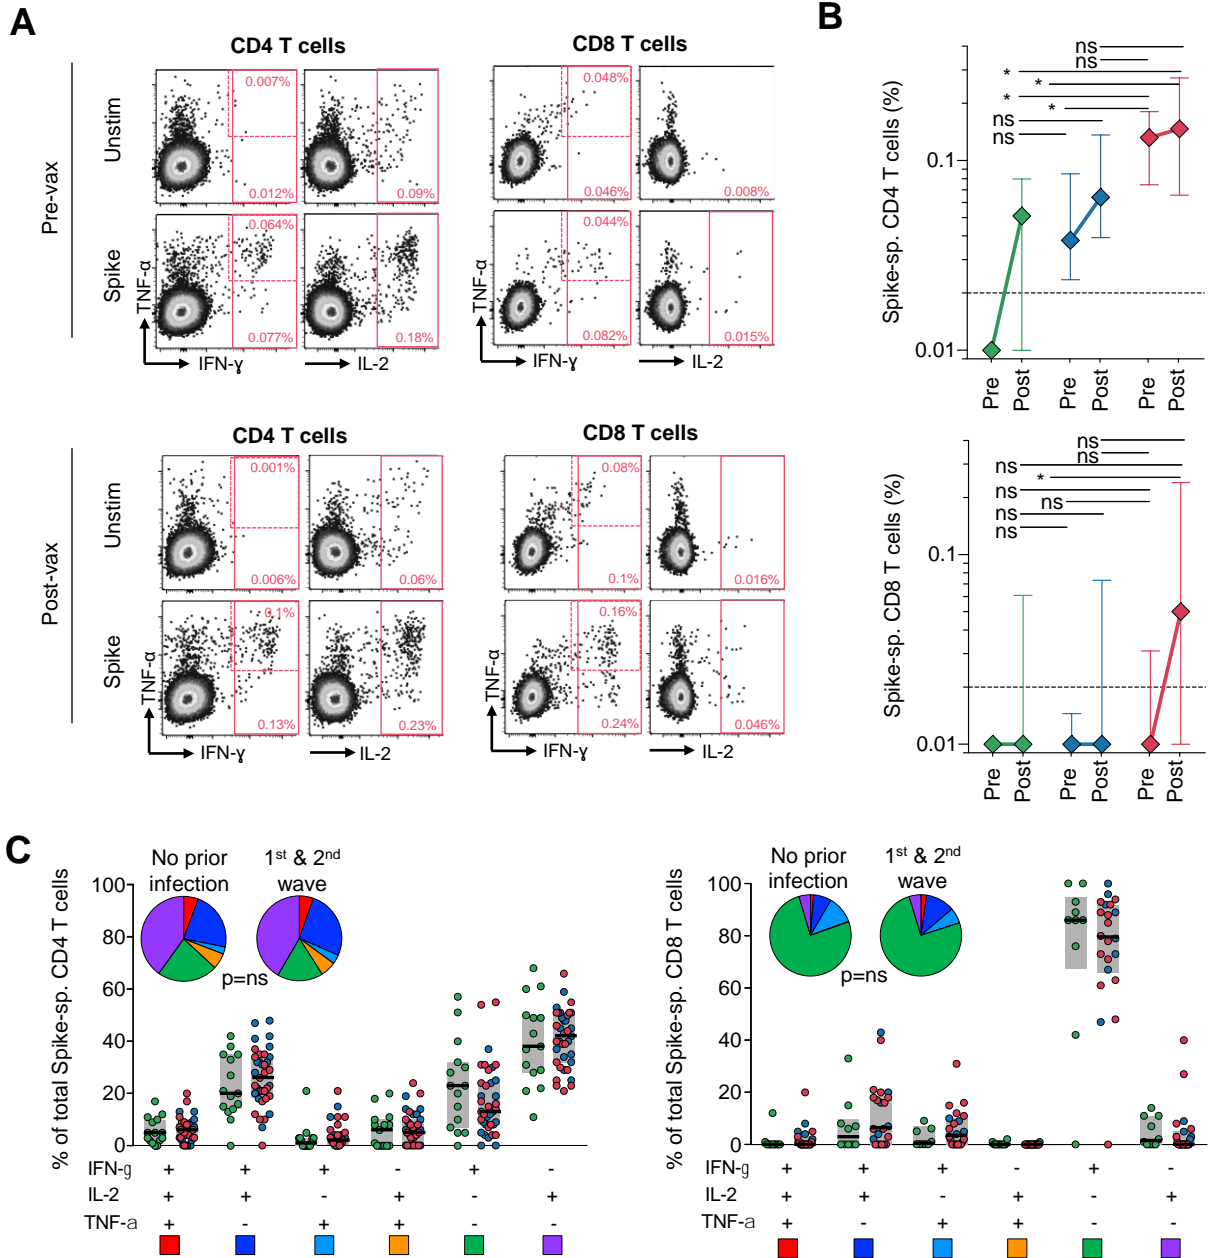 A
CD4 T cells
CD8 T cells
Pre-vax
Unstim
0.007%
0.012%
0.09%
0.048%
0.046%
0.008%
Spike
0.064%
0.077%
0.18%
0.044%
0.082%
0.015%
TNF-α
IFN-ɣ
IL-2
TNF-α
IFN-ɣ
IL-2
CD4 T cells
CD8 T cells
Post-vax
Unstim
0.001%
0.006%
0.06%
0.08%
0.1%
0.016%
Spike
0.1%
0.13%
0.23%
0.16%
0.24%
0.046%
TNF-α
IFN-ɣ
IL-2
TNF-α
IFN-ɣ
IL-2
B
Spike-sp. CD4 T cells (%)
ns
ns
*
*
*
*
ns
ns
0.1
0.01
Pre
Post
Pre
Post
Pre
Post
Spike-sp. CD8 T cells (%)
ns
ns
ns
*
ns
ns
ns
ns
0.1
0.01
Pre
Post
Pre
Post
Pre
Post
C
% of total Spike-sp. CD4 T cells
No prior
infection
1st & 2nd
wave
p=ns
100
80
60
40
20
0
IFN-g + + + - + -
IL-2 + + - + - +
TNF-a + - + + - -
% of total Spike-sp. CD8 T cells
No prior
infection
1st & 2nd
wave
p=ns
100
80
60
40
20
0
IFN-g + + + - + -
IL-2 + + - + - +
TNF-a + - + + - -